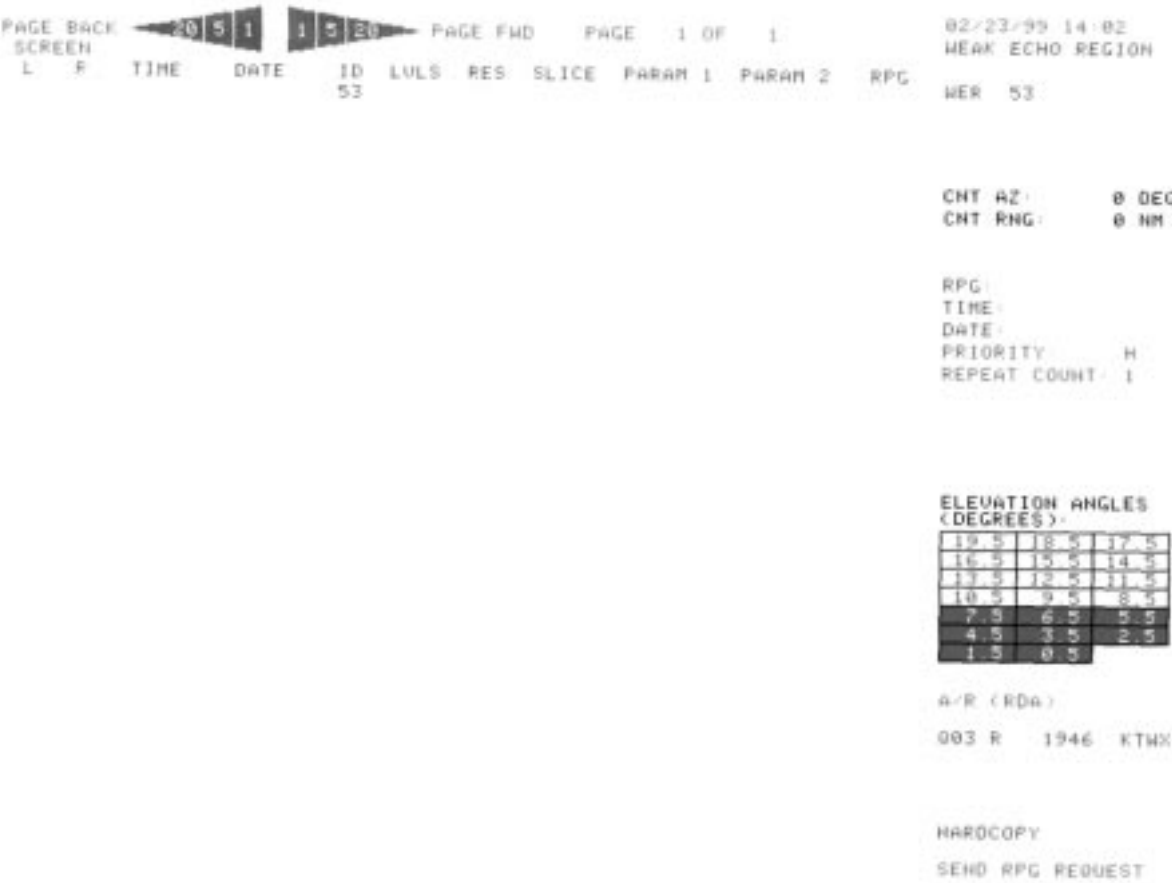 PAGE BACK 20 5 1 1 5 20 PAGE FWD PAGE 1 OF 1
SCREEN
L R TIME DATE ID LVLS RES SLICE PARAM 1 PARAM 2 RPG
53
02/23/99 14:02
WEAK ECHO REGION
WER 53
CNT AZ: 0 DEG
CNT RNG: 0 NM
RPG:
TIME:
DATE:
PRIORITY H
REPEAT COUNT: 1
ELEVATION ANGLES
(DEGREES):
19.5 18.5 17.5
16.5 15.5 14.5
13.5 12.5 11.5
10.5 9.5 8.5
7.5 6.5 5.5
4.5 3.5 2.5
1.5 0.5
A/R (RDA)
Q03 R 1946 KTWX
HARDCOPY
SEND RPG REQUEST